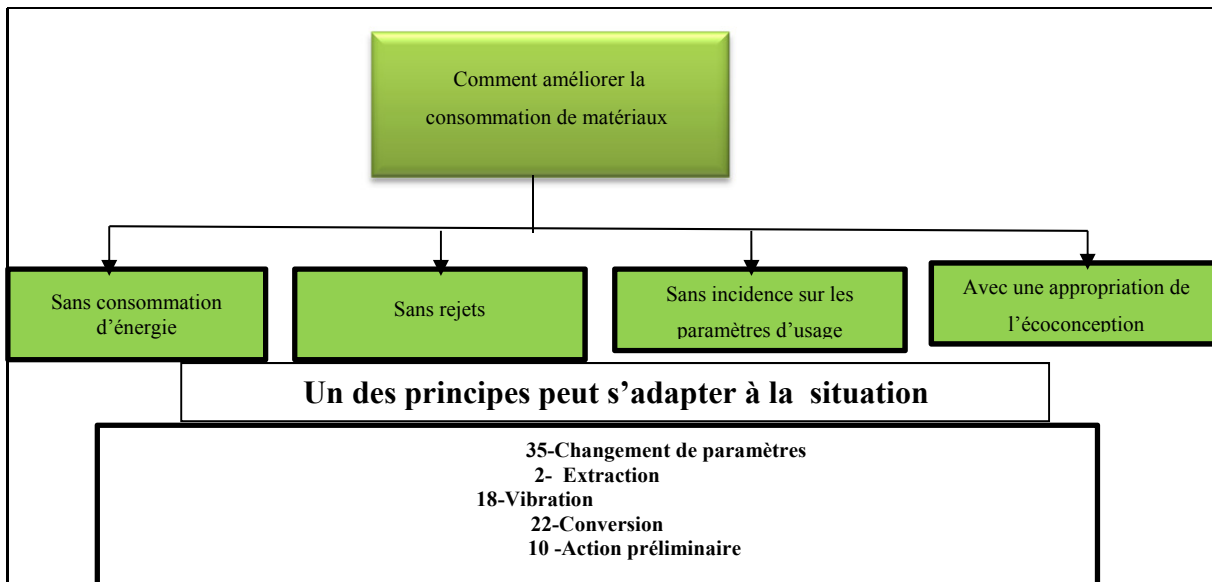 Comment améliorer la
consommation de matériaux
Sans consommation
d’énergie
Sans rejets
Sans incidence sur les
paramètres d’usage
Avec une appropriation de
l’écoconception
Un des principes peut s’adapter à la situation
35-Changement de paramètres
2- Extraction
18-Vibration
22-Conversion
10 -Action préliminaire